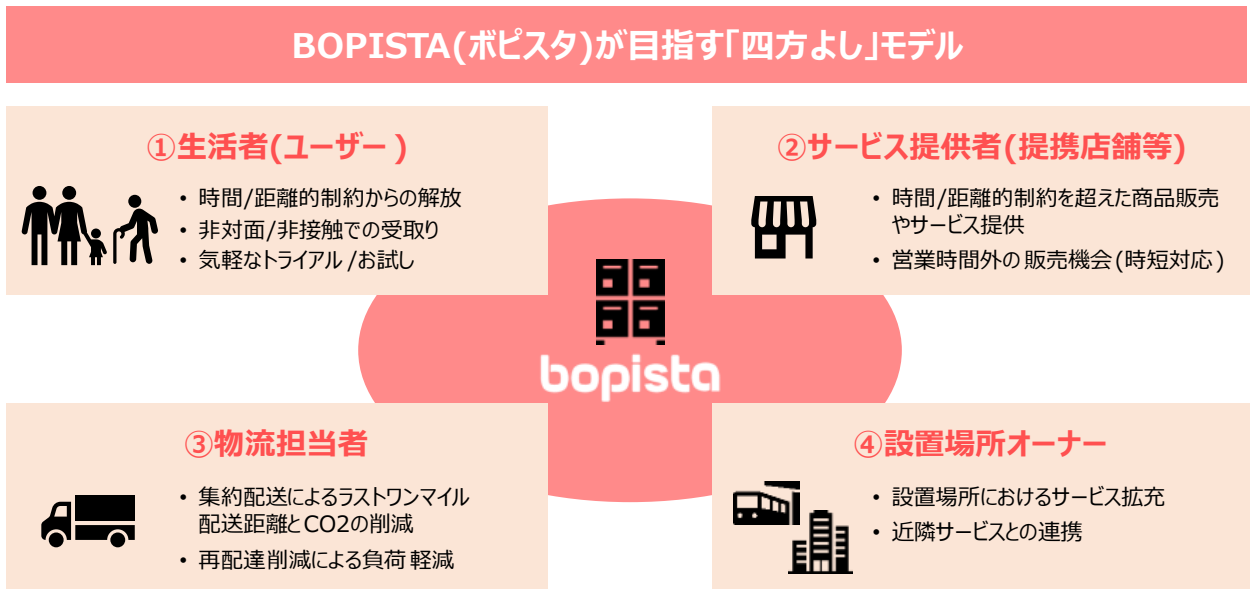 BOPISTA(ボピスタ)が目指す「四方よし」モデル
①生活者(ユーザー)
• 時間/距離的制約からの解放
• 非対面/非接触での受取り
• 気軽なトライアル/お試し
②サービス提供者(提携店舗等)
• 時間/距離的制約を超えた商品販売
やサービス提供
• 営業時間外の販売機会(時短対応)
bopista
③物流担当者
• 集約配送によるラストワンマイル
配送距離とCO2の削減
• 再配達削減による負荷軽減
④設置場所オーナー
• 設置場所におけるサービス拡充
• 近隣サービスとの連携